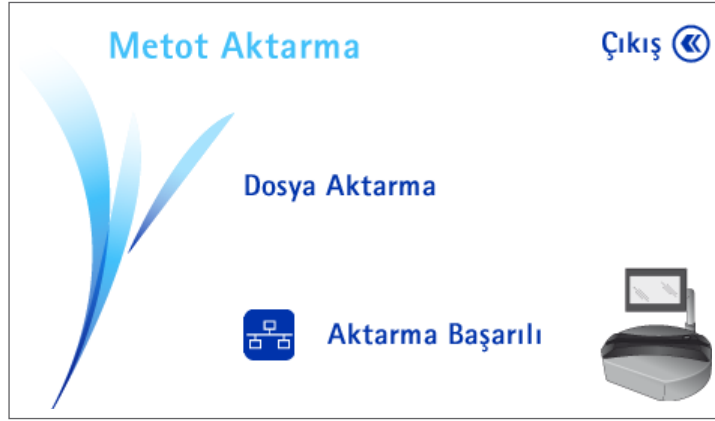 Metot Aktarma
Çıkış
Dosya Aktarma
Aktarma Başarılı